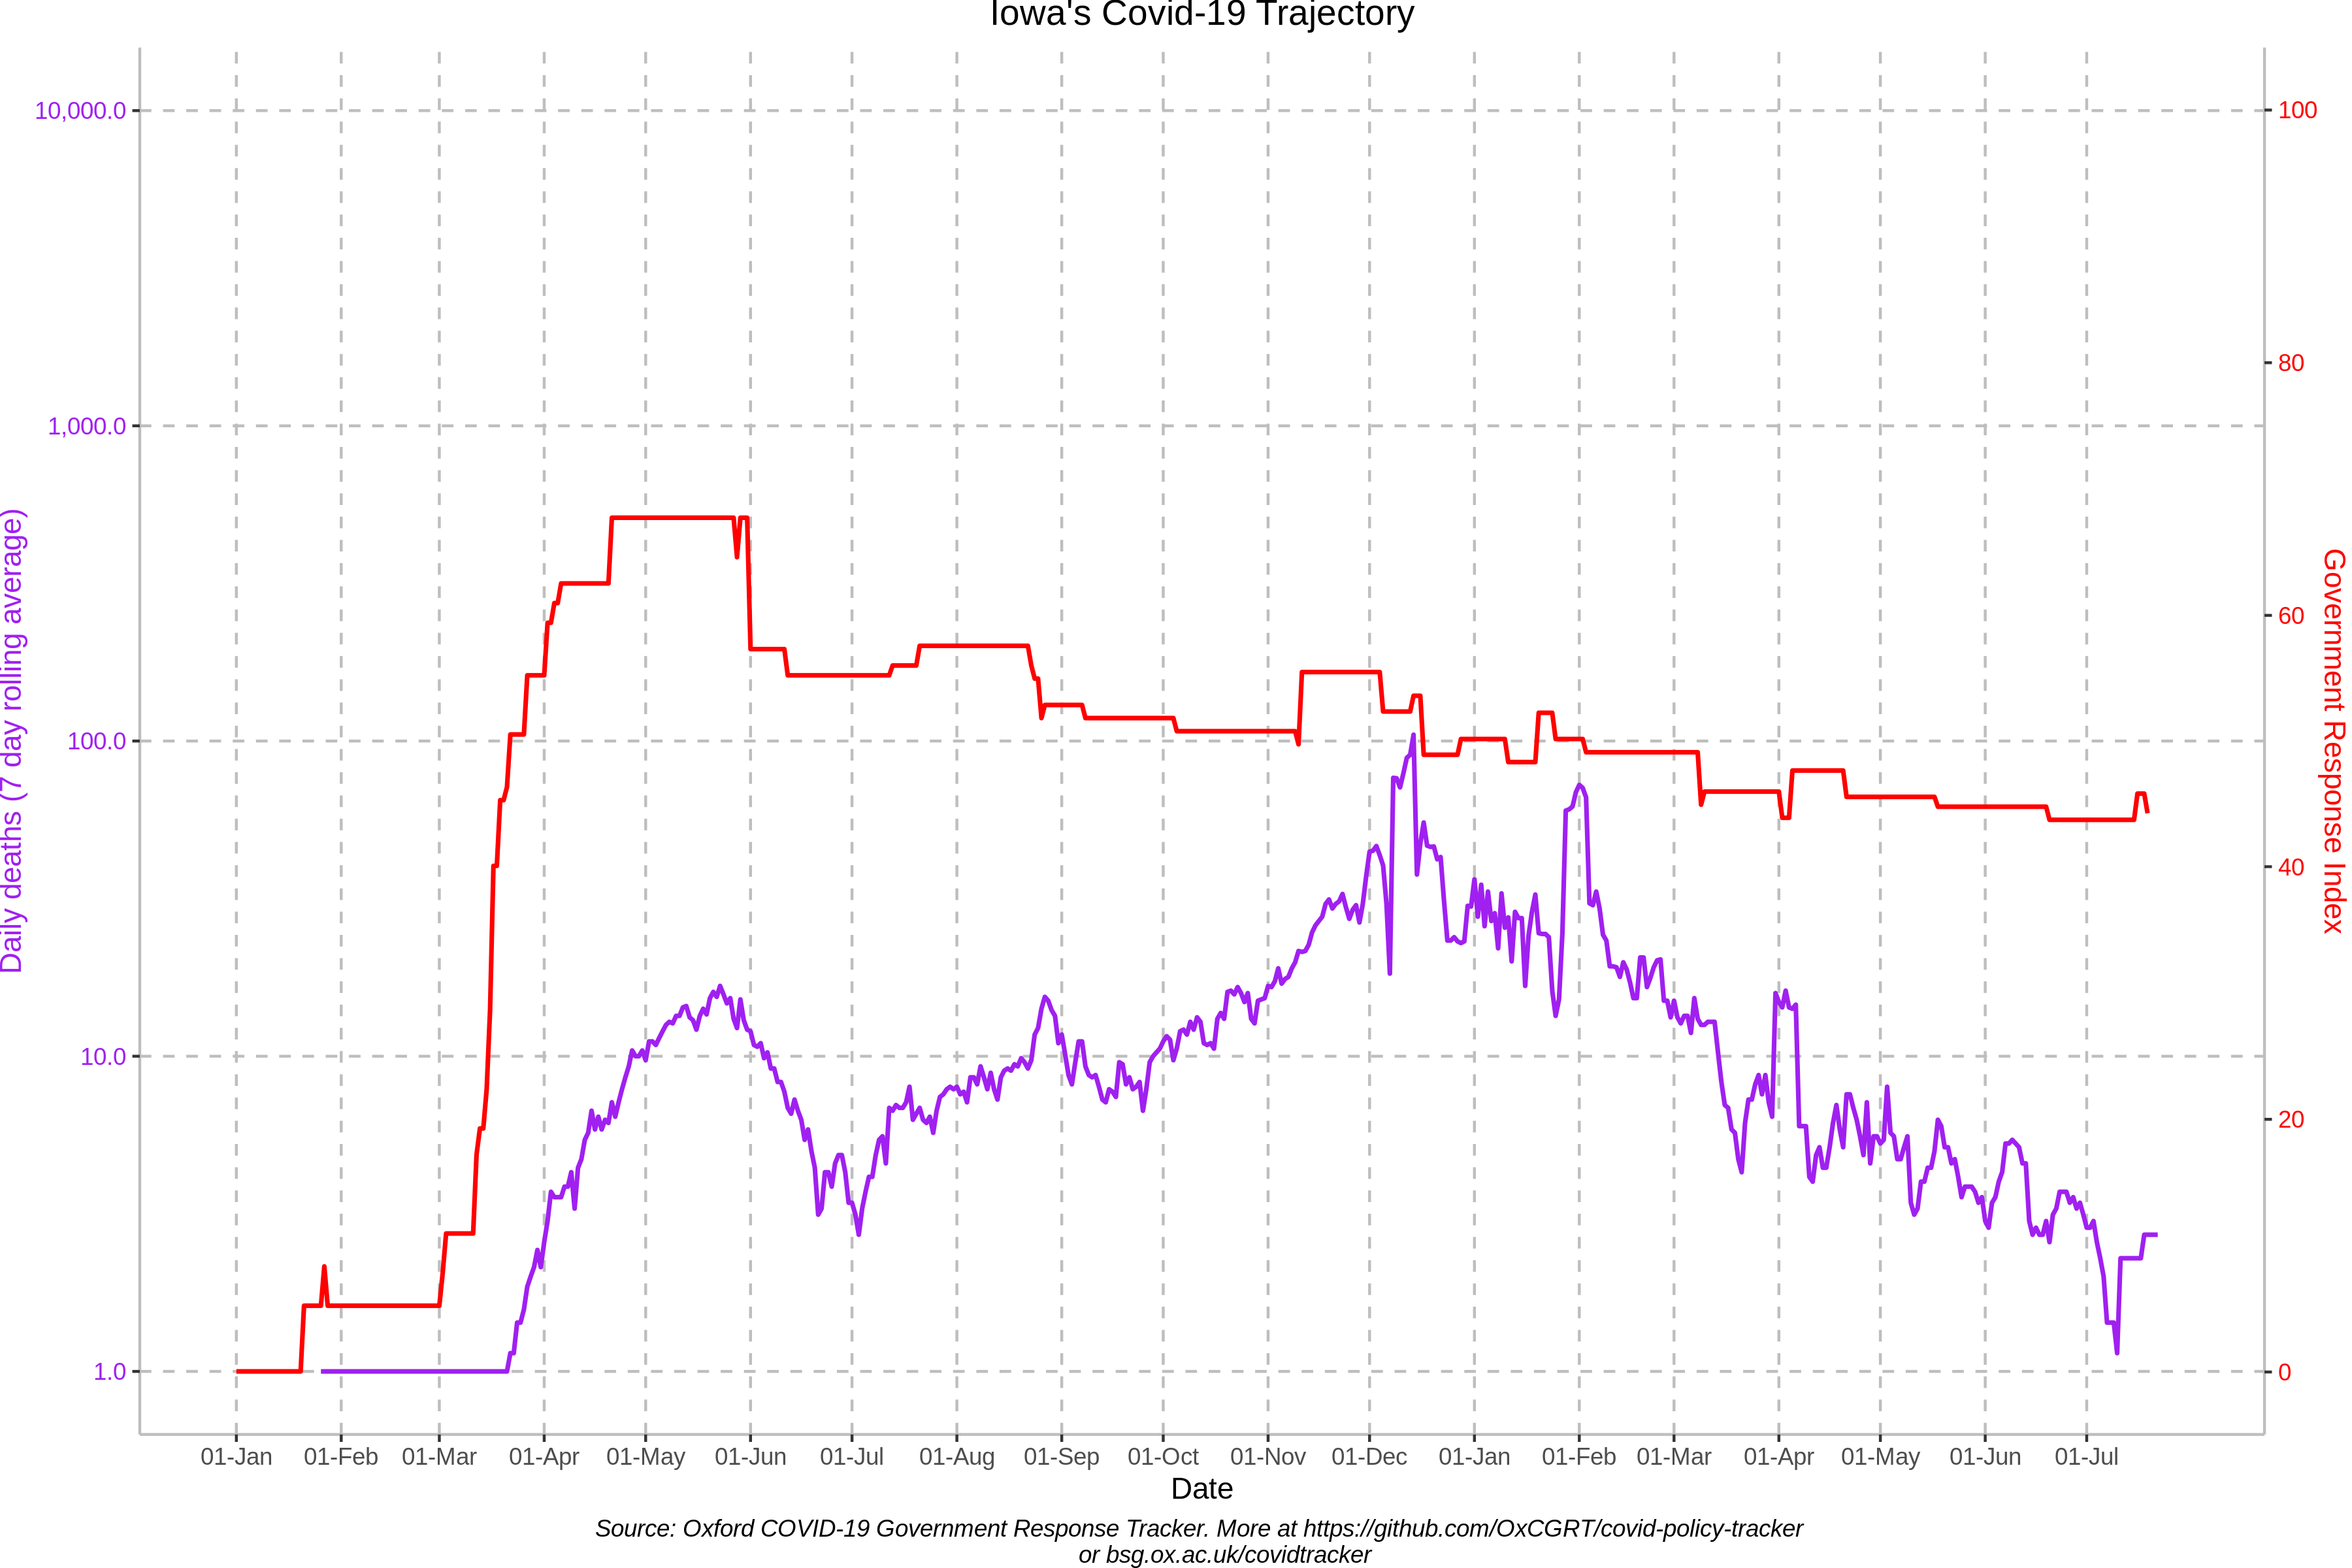 Iowa's Covid-19 Trajectory
10,000.0
1,000.0
100.0
10.0
1.0
Daily deaths (7 day rolling average)
100
80
60
40
20
0
Government Response Index
01-Jan 01-Feb 01-Mar 01-Apr 01-May 01-Jun 01-Jul 01-Aug 01-Sep 01-Oct 01-Nov 01-Dec 01-Jan 01-Feb 01-Mar 01-Apr 01-May 01-Jun 01-Jul
Date
Source: Oxford COVID-19 Government Response Tracker. More at https://github.com/OxCGRT/covid-policy-tracker
or bsg.ox.ac.uk/covidtracker